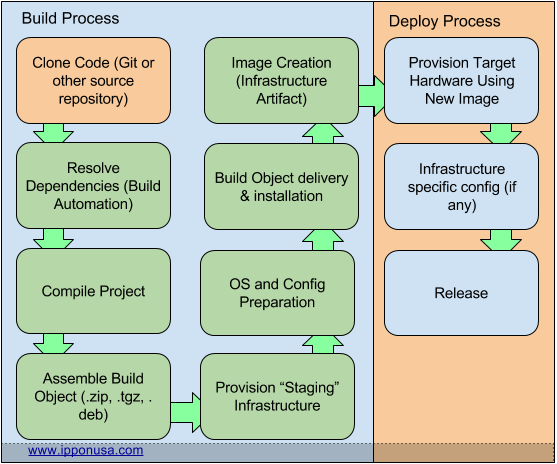 Build Process
Clone Code (Git or
other source
repository)
Resolve
Dependencies (Build
Automation)
Compile Project
Assemble Build
Object (.zip, .tgz, .
deb)
Provision “Staging”
Infrastructure
OS and Config
Preparation
Build Object delivery
& installation
Image Creation
(Infrastructure
Artifact)
Deploy Process
Provision Target
Hardware Using
New Image
Infrastructure
specific config (if
any)
Release
www.ipponusa.com